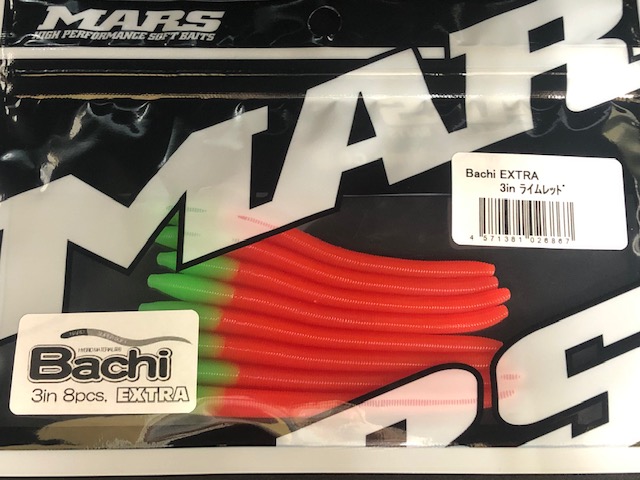 MARS
HIGH PERFORMANCE SOFT BAITS
MARS
Bachi EXTRA
3in ライムレッド
4 571381 026867
Bachi
3in 8pcs. EXTRA